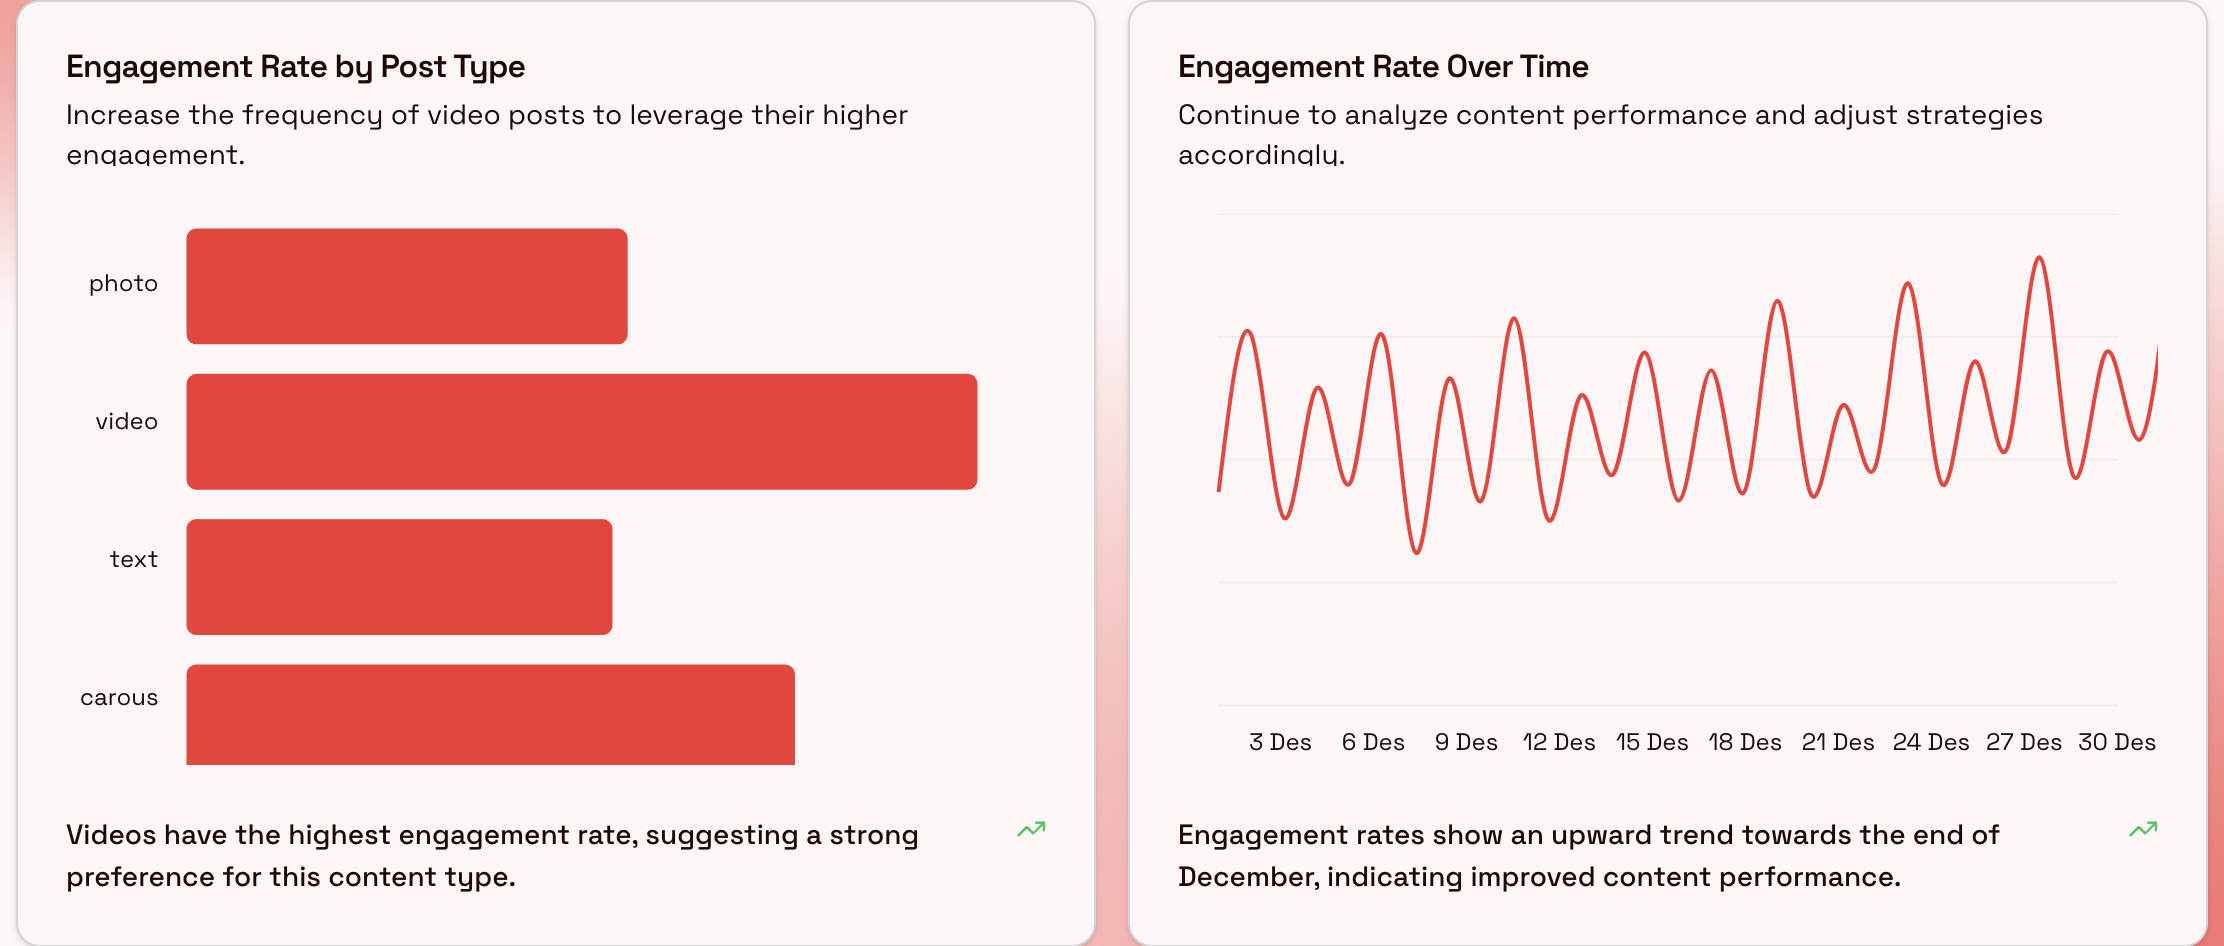 Engagement Rate by Post Type
Increase the frequency of video posts to leverage their higher
engagement.
photo
video
text
carous
Videos have the highest engagement rate, suggesting a strong
preference for this content type.
Engagement Rate Over Time
Continue to analyze content performance and adjust strategies
accordingly.
3 Des 6 Des 9 Des 12 Des 15 Des 18 Des 21 Des 24 Des 27 Des 30 Des
Engagement rates show an upward trend towards the end of
December, indicating improved content performance.